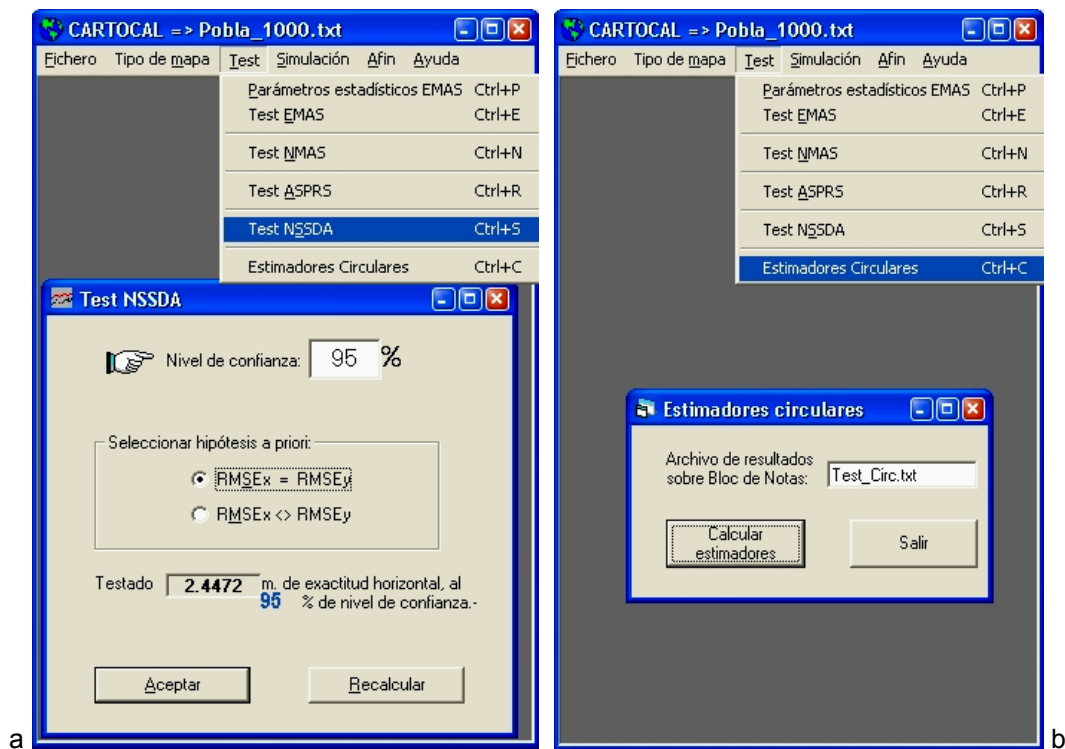 CARTOCAL => Pobla_1000.txt
Fichero Tipo de mapa Test Simulación Afin Ayuda
Parámetros estadísticos EMAS Ctrl+P
Test EMAS Ctrl+E
Test NMAS Ctrl+N
Test ASPRS Ctrl+R
Test NSSDA Ctrl+S
Estimadores Circulares Ctrl+C
Test NSSDA
Nivel de confianza: 95 %
Seleccionar hipótesis a priori:
RMSEx = RMSEy
RMSEx <> RMSEy
Testado 2.4472 m. de exactitud horizontal, al
95 % de nivel de confianza.-
Aceptar Recalcular
a
CARTOCAL => Pobla_1000.txt
Fichero Tipo de mapa Test Simulación Afin Ayuda
Parámetros estadísticos EMAS Ctrl+P
Test EMAS Ctrl+E
Test NMAS Ctrl+N
Test ASPRS Ctrl+R
Test NSSDA Ctrl+S
Estimadores Circulares Ctrl+C
Estimadores circulares
Archivo de resultados
sobre Bloc de Notas: Test_Circ.txt
Calcular
estimadores
Salir
b